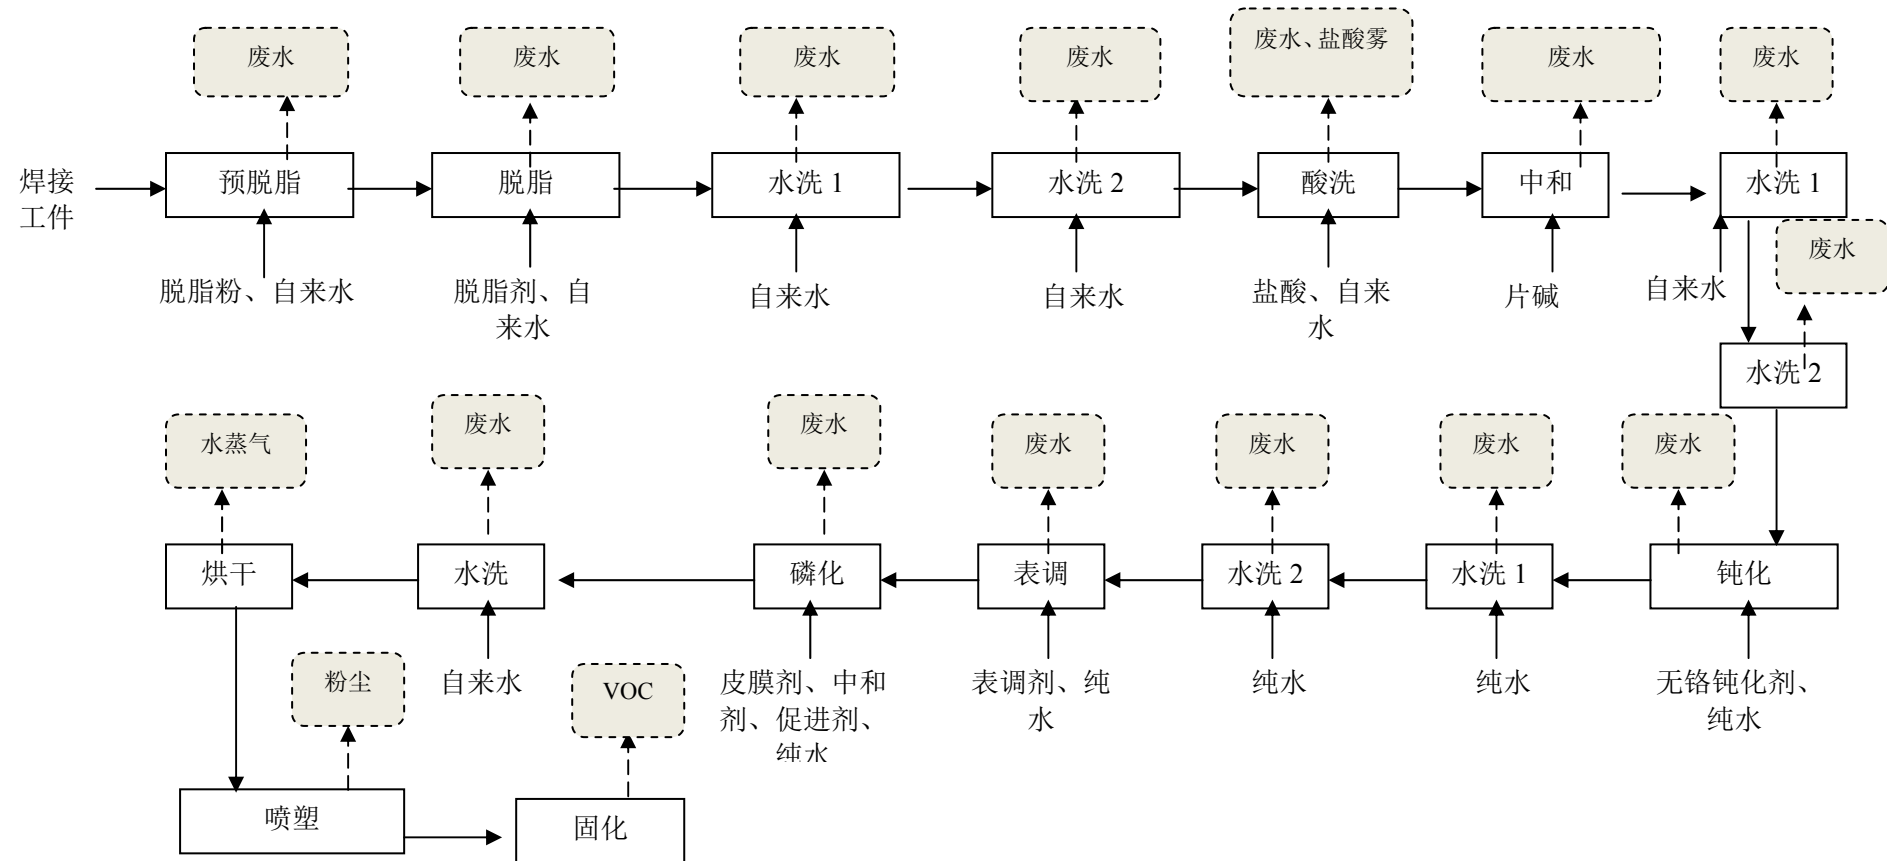 废水
废水
废水
废水
废水、盐酸雾
废水
废水
焊接
工件
预脱脂
脱脂
水洗 1
水洗 2
酸洗
中和
水洗 1
脱脂粉、自来水
脱脂剂、自
来水
自来水
自来水
盐酸、自来
水
片碱
自来水
废水
水洗 2
水蒸气
废水
废水
废水
废水
废水
废水
烘干
水洗
磷化
表调
水洗 2
水洗 1
钝化
自来水
皮膜剂、中和
剂、促进剂、
纯水
表调剂、纯
水
纯水
纯水
无铬钝化剂、
纯水
粉尘
VOC
喷塑
固化